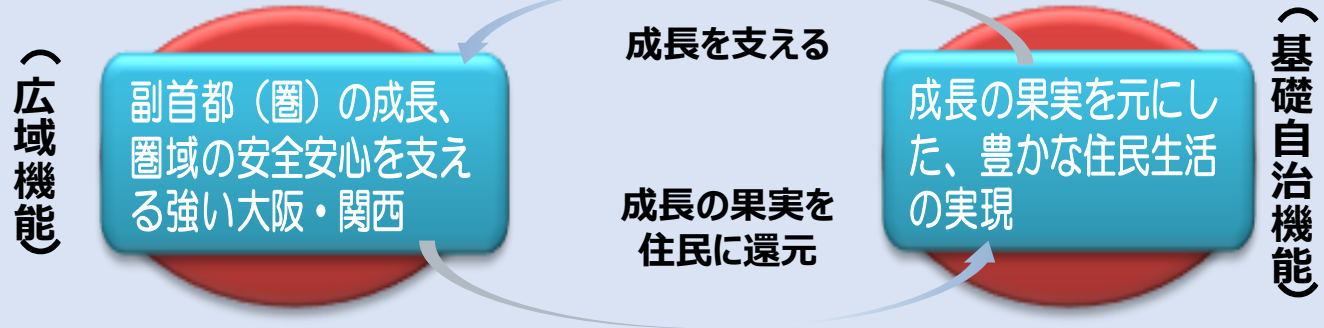 （広域機能）
副首都（圏）の成長、
圏域の安全安心を支え
る強い大阪・関西
成長を支える
成長の果実を
住民に還元
成長の果実を元にし
た、豊かな住民生活
の実現
（基礎自治機能）